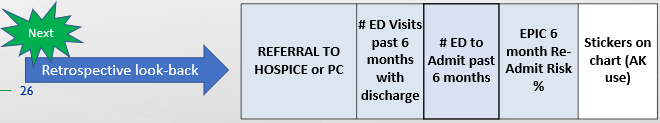 Next
Retrospective look-back
26
REFERRAL TO
HOSPICE or PC
# ED Visits
past 6
months
with
discharge
# ED to
Admit past
6 months
EPIC 6
month Re-
Admit Risk
%
Stickers on
chart (AK
use)